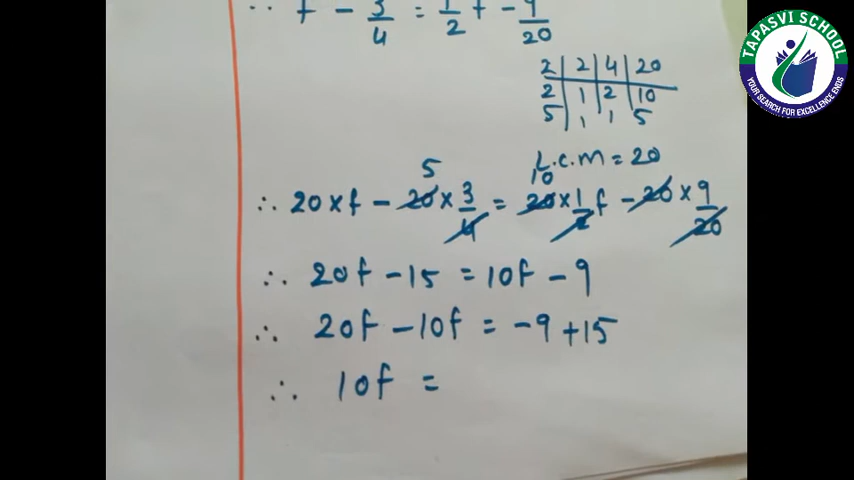 ∴ f - 3/4 = 1/2 f - 9/20
2 | 2 | 4 | 20
2 | 1 | 2 | 10
5 | 1 | 1 | 5
L.C.M = 20
5 10
∴ 20 × f - 20 × 3/4 = 20 × 1/2 f - 20 × 9/20
∴ 20f - 15 = 10f - 9
∴ 20f - 10f = -9 + 15
∴ 10f =
TAPASVI SCHOOL
YOUR SEARCH FOR EXCELLENCE ENDS